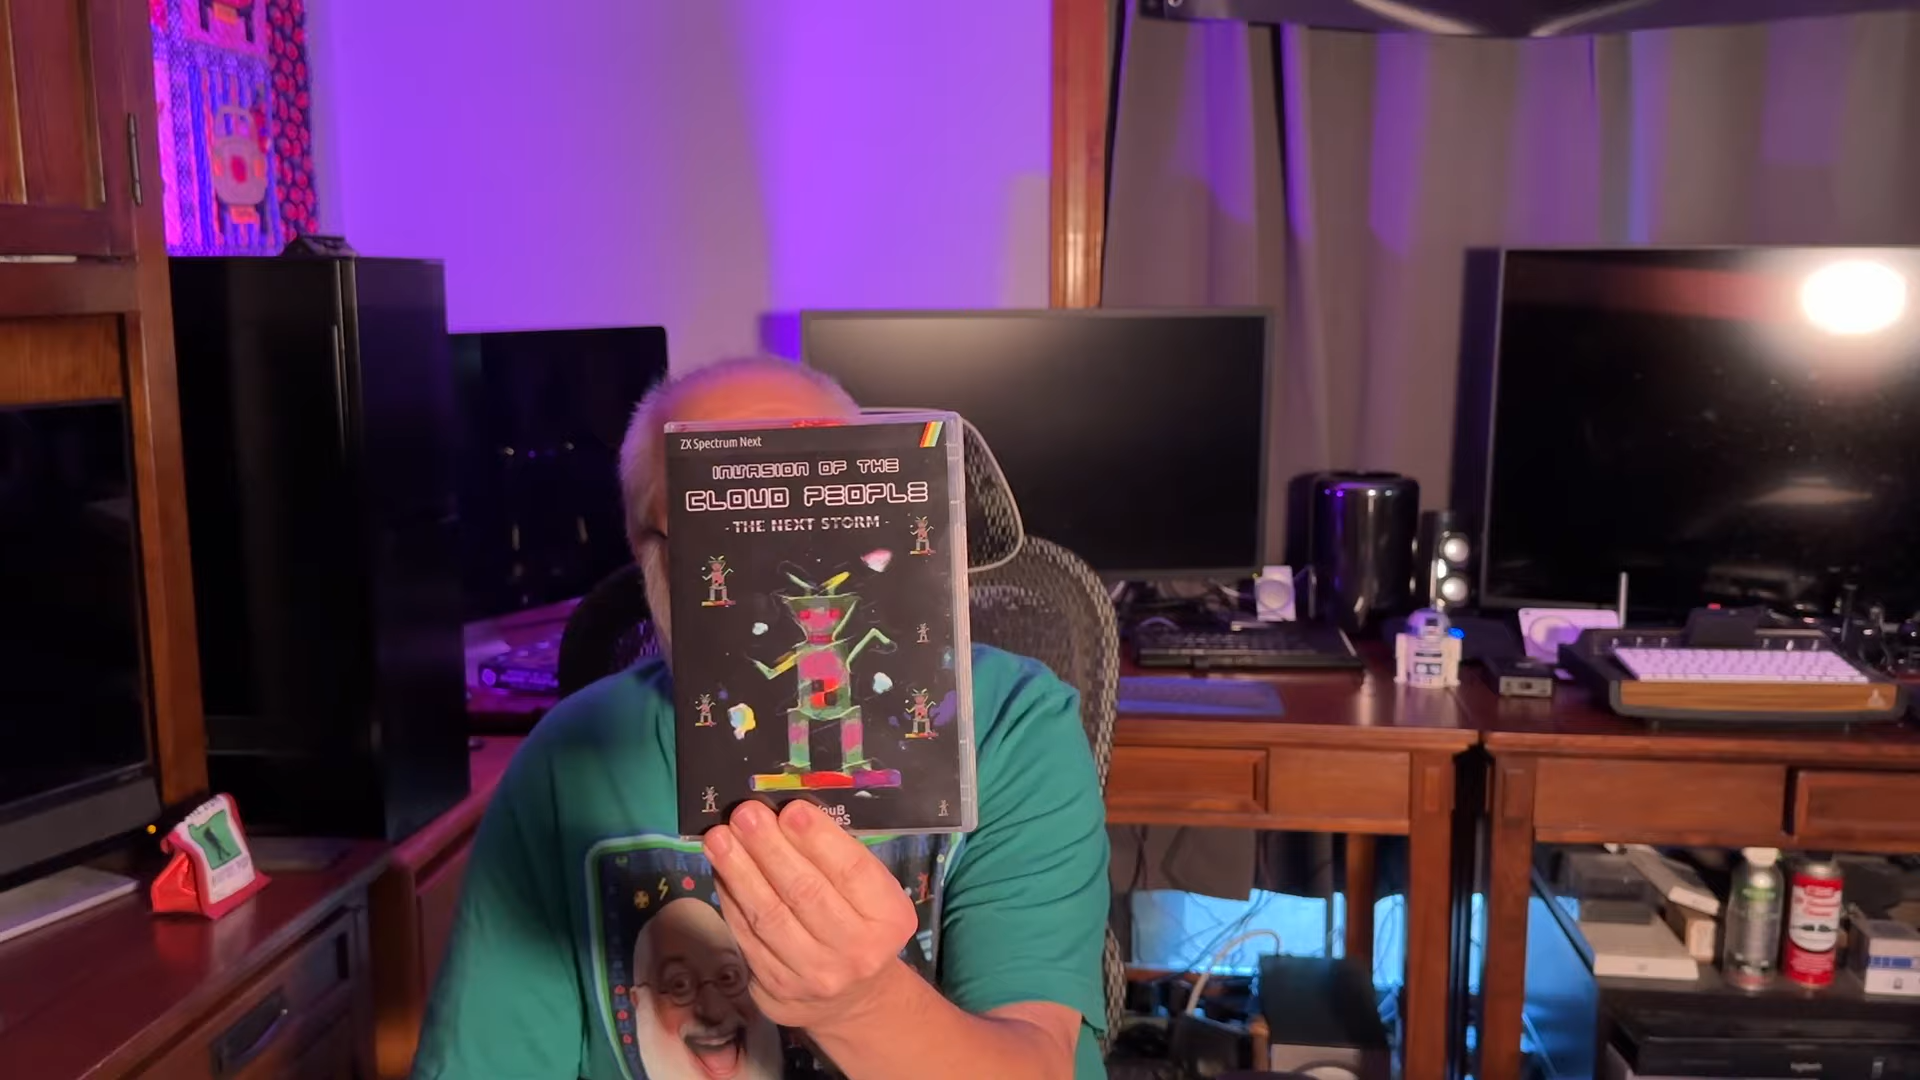 ZX Spectrum Next
INVASION OF THE
CLOUD PEOPLE
- THE NEXT STORM -